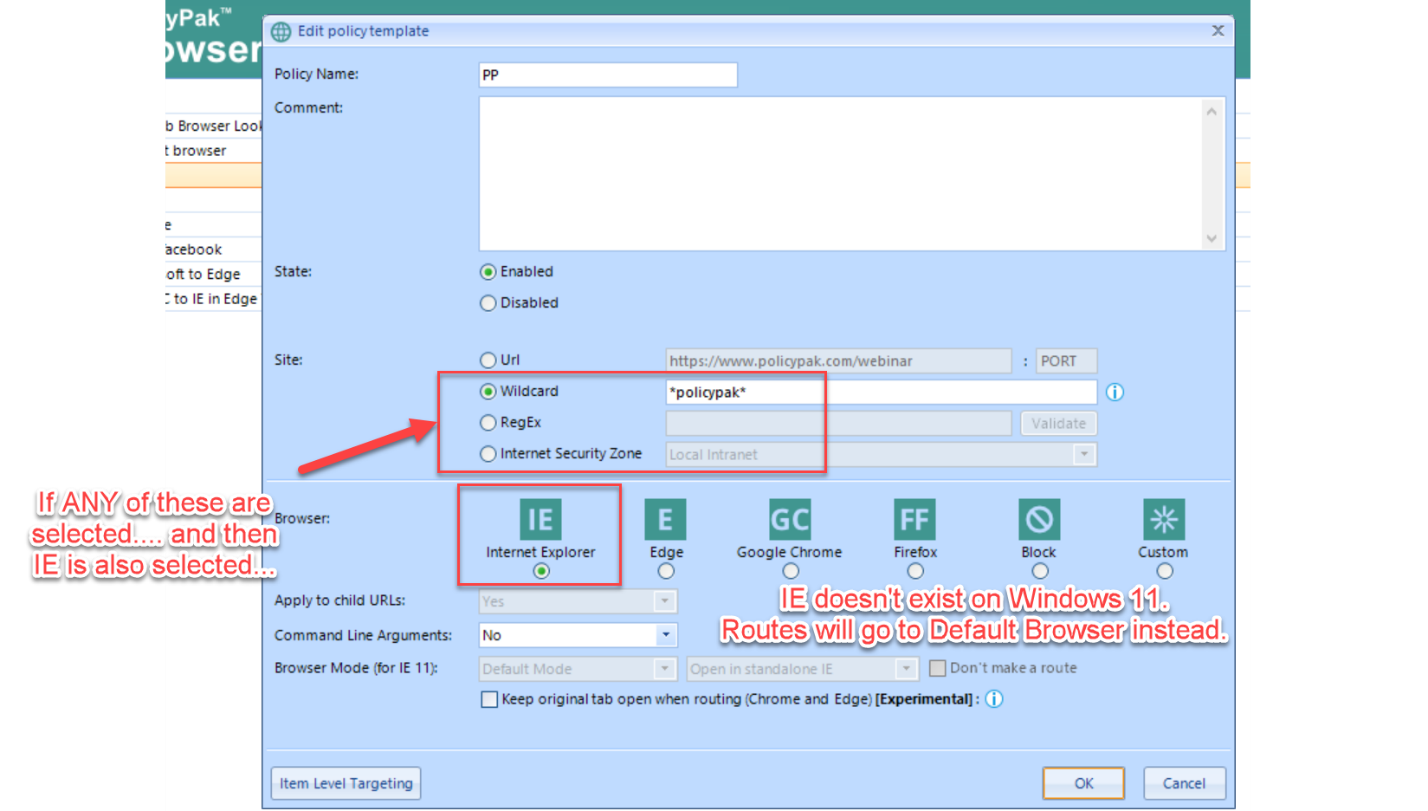 yPak™
Edit policy template
owser
Policy Name:
PP
Comment:
b Browser Look
t browser
e
facebook
State:
Enabled
oft to Edge
C to IE in Edge
Disabled
Site:
Url
https://www.policypak.com/webinar
:
PORT
Wildcard
*policypak*
RegEx
Validate
Internet Security Zone
Local Intranet
If ANY of these are
selected.... and then
IE is also selected...
Browser:
IE
E
GC
FF
Internet Explorer
Edge
Google Chrome
Firefox
Block
Custom
IE doesn't exist on Windows 11.
Routes will go to Default Browser instead.
Apply to child URLs:
Yes
Command Line Arguments:
No
Browser Mode (for IE 11):
Default Mode
Open in standalone IE
Don't make a route
Keep original tab open when routing (Chrome and Edge) [Experimental] :
Item Level Targeting
OK
Cancel